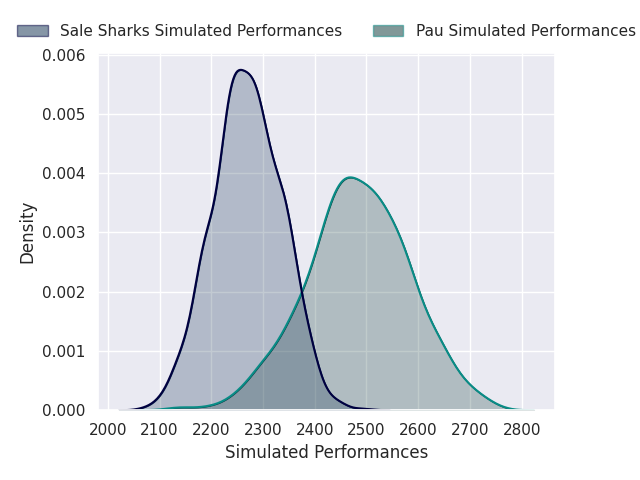 Sale Sharks Simulated Performances Pau Simulated Performances
0.006
0.005
0.004
0.003
0.002
0.001
0.000
Density
2000 2100 2200 2300 2400 2500 2600 2700 2800
Simulated Performances